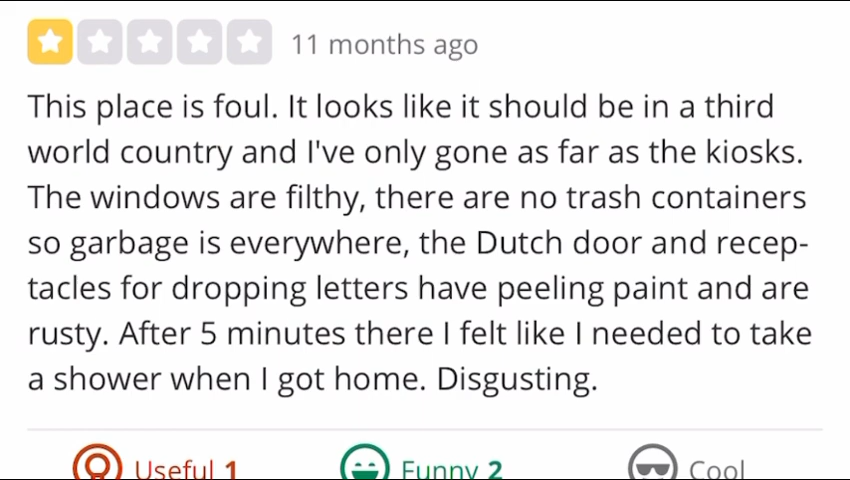 11 months ago
This place is foul. It looks like it should be in a third
world country and I've only gone as far as the kiosks.
The windows are filthy, there are no trash containers
so garbage is everywhere, the Dutch door and recep-
tacles for dropping letters have peeling paint and are
rusty. After 5 minutes there I felt like I needed to take
a shower when I got home. Disgusting.
Useful 1 Funny 2 Cool